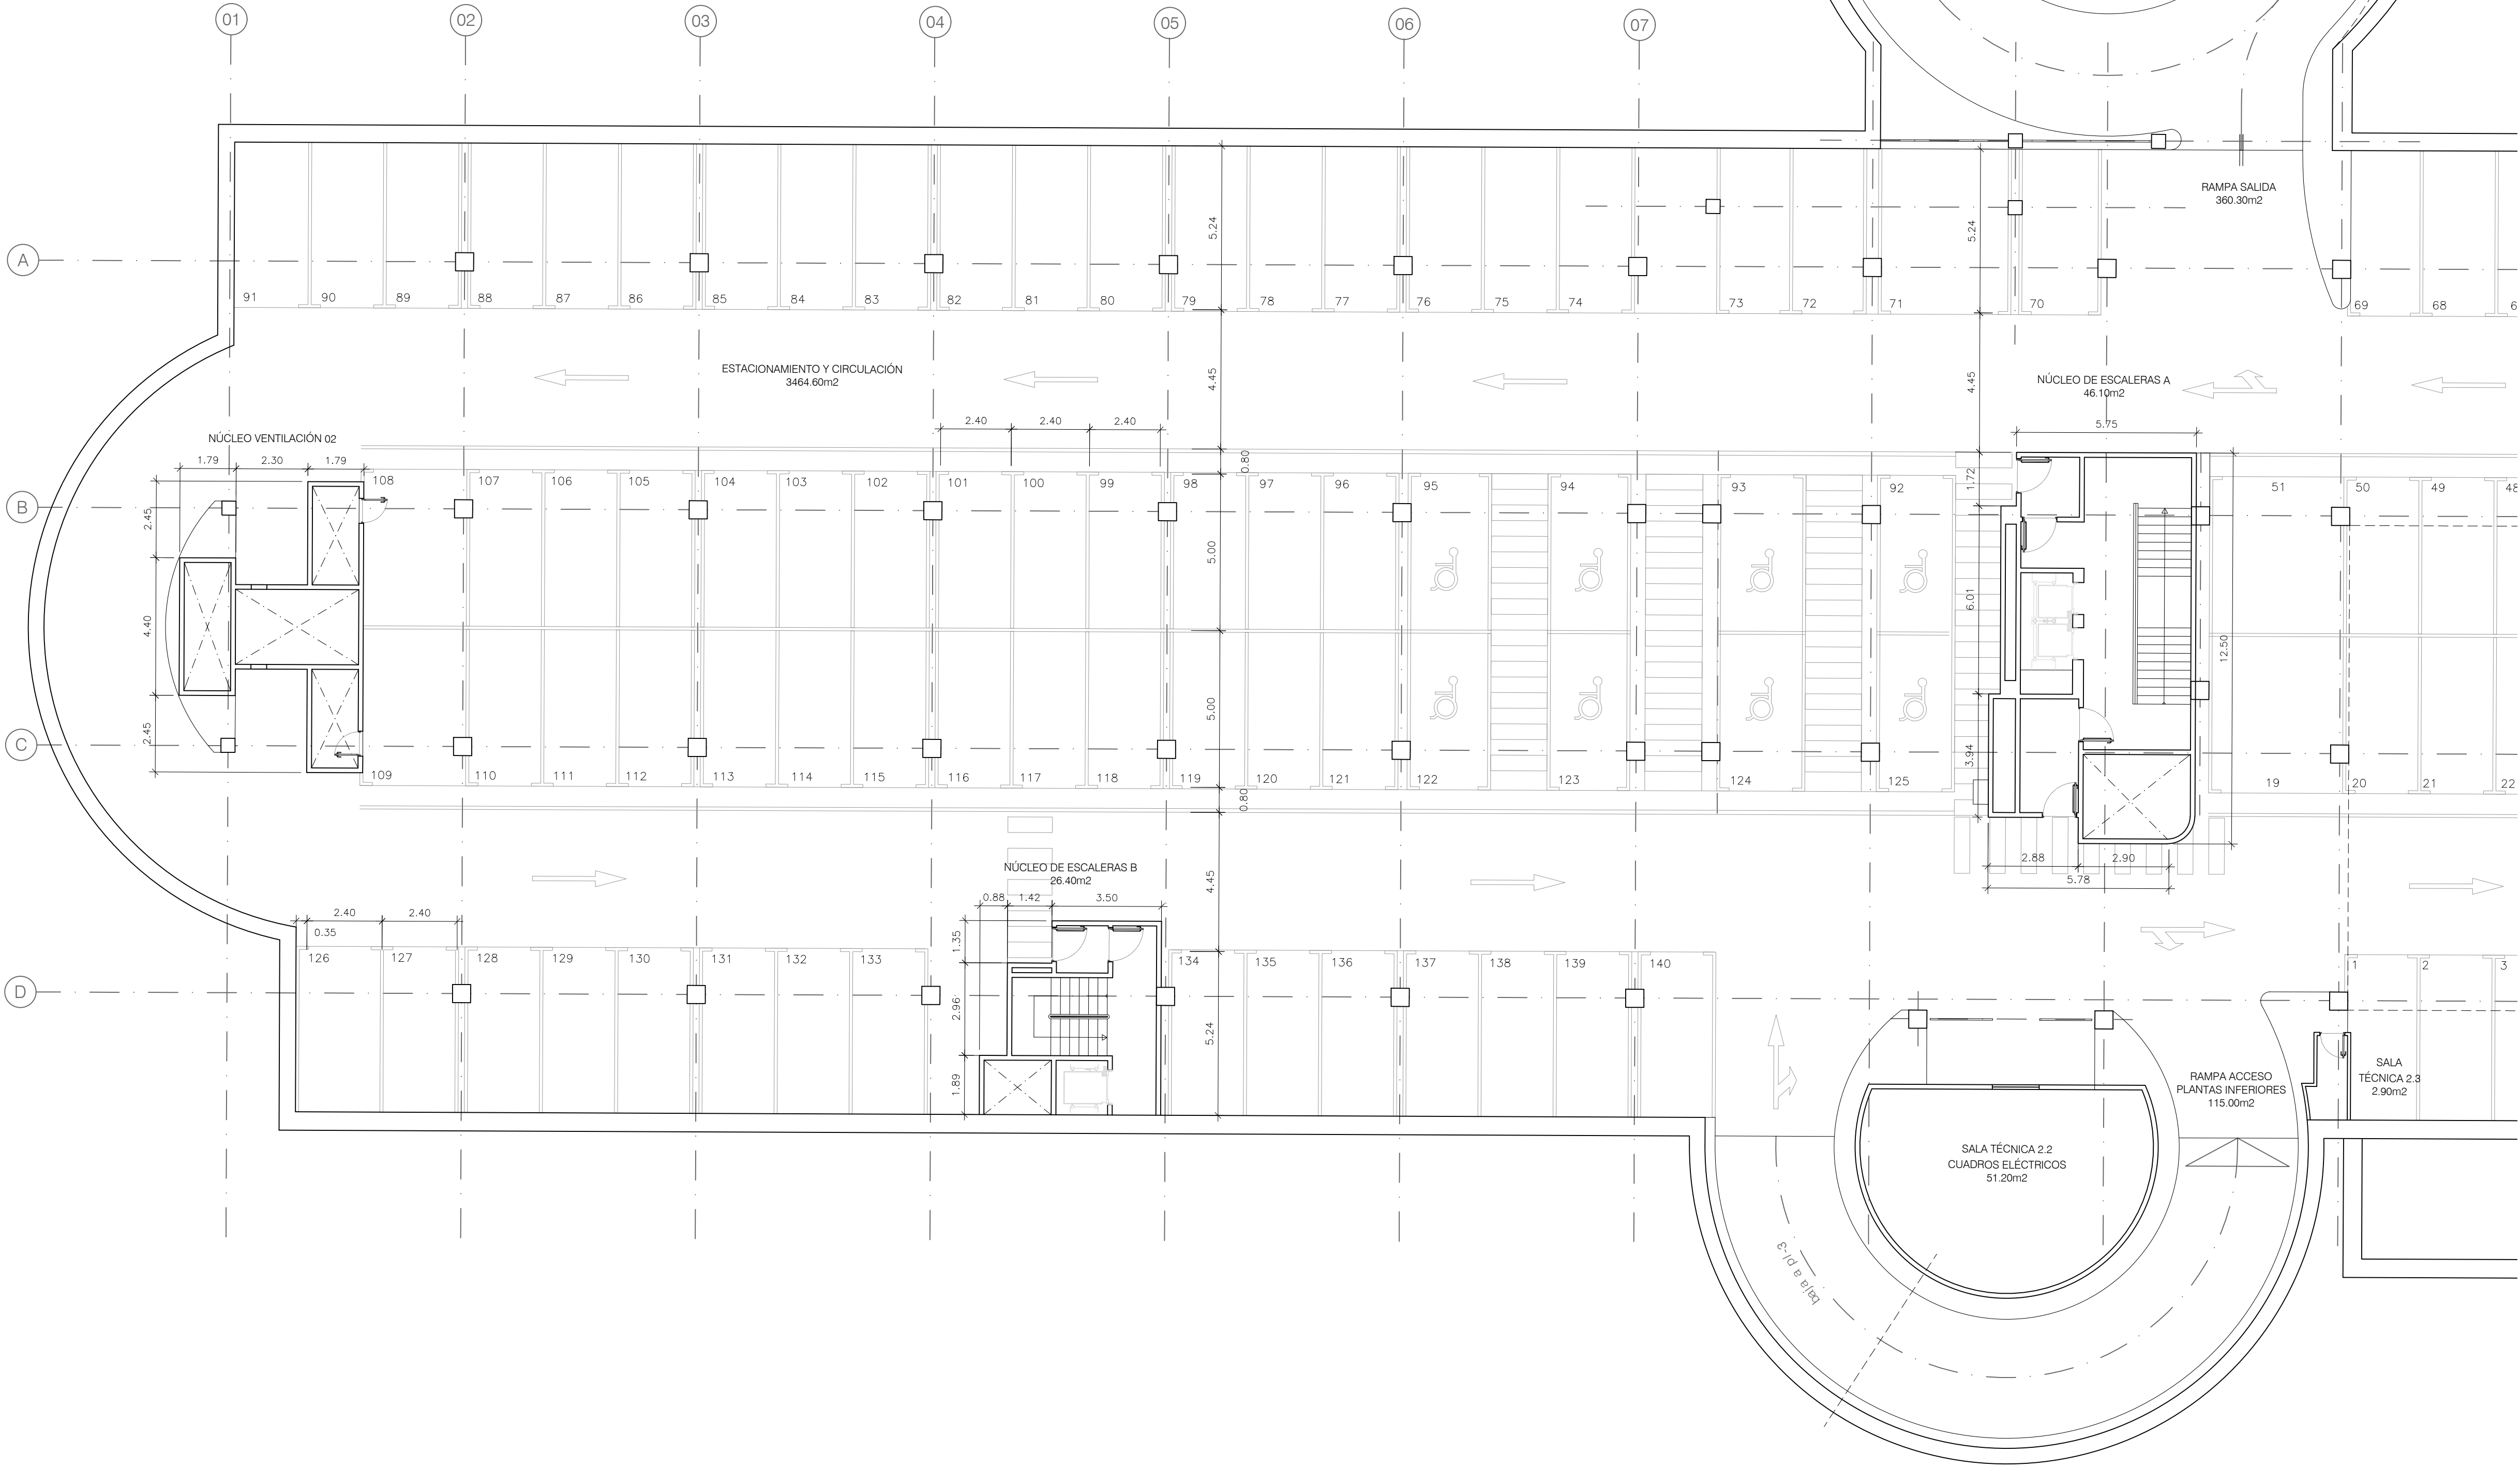 01 02 03 04 05 06 07
RAMPA SALIDA
360.30m2
5.24 5.24
A
91 90 89 88 87 86 85 84 83 82 81 80 79 78 77 76 75 74 73 72 71 70 69 68
ESTACIONAMIENTO Y CIRCULACIÓN
3464.60m2
4.45 4.45
NÚCLEO DE ESCALERAS A
46.10m2
5.75
2.40 2.40 2.40
NÚCLEO VENTILACIÓN 02
1.79 2.30 1.79
0.80
108 107 106 105 104 103 102 101 100 99 98 97 96 95 94 93 92 51 50 49 48
1.72
B
2.45
5.00
4.40
6.01
12.50
5.00
2.45
C
3.94
109 110 111 112 113 114 115 116 117 118 119 120 121 122 123 124 125 19 20 21 22
0.80
NÚCLEO DE ESCALERAS B
26.40m2
4.45
2.88 2.90
5.78
0.88 1.42 3.50
2.40 2.40
0.35
1.35
126 127 128 129 130 131 132 133 134 135 136 137 138 139 140 1 2 3
D
2.96
5.24
1.89
RAMPA ACCESO
PLANTAS INFERIORES
115.00m2
SALA
TÉCNICA 2.3
2.90m2
SALA TÉCNICA 2.2
CUADROS ELÉCTRICOS
51.20m2
baja a pl-3